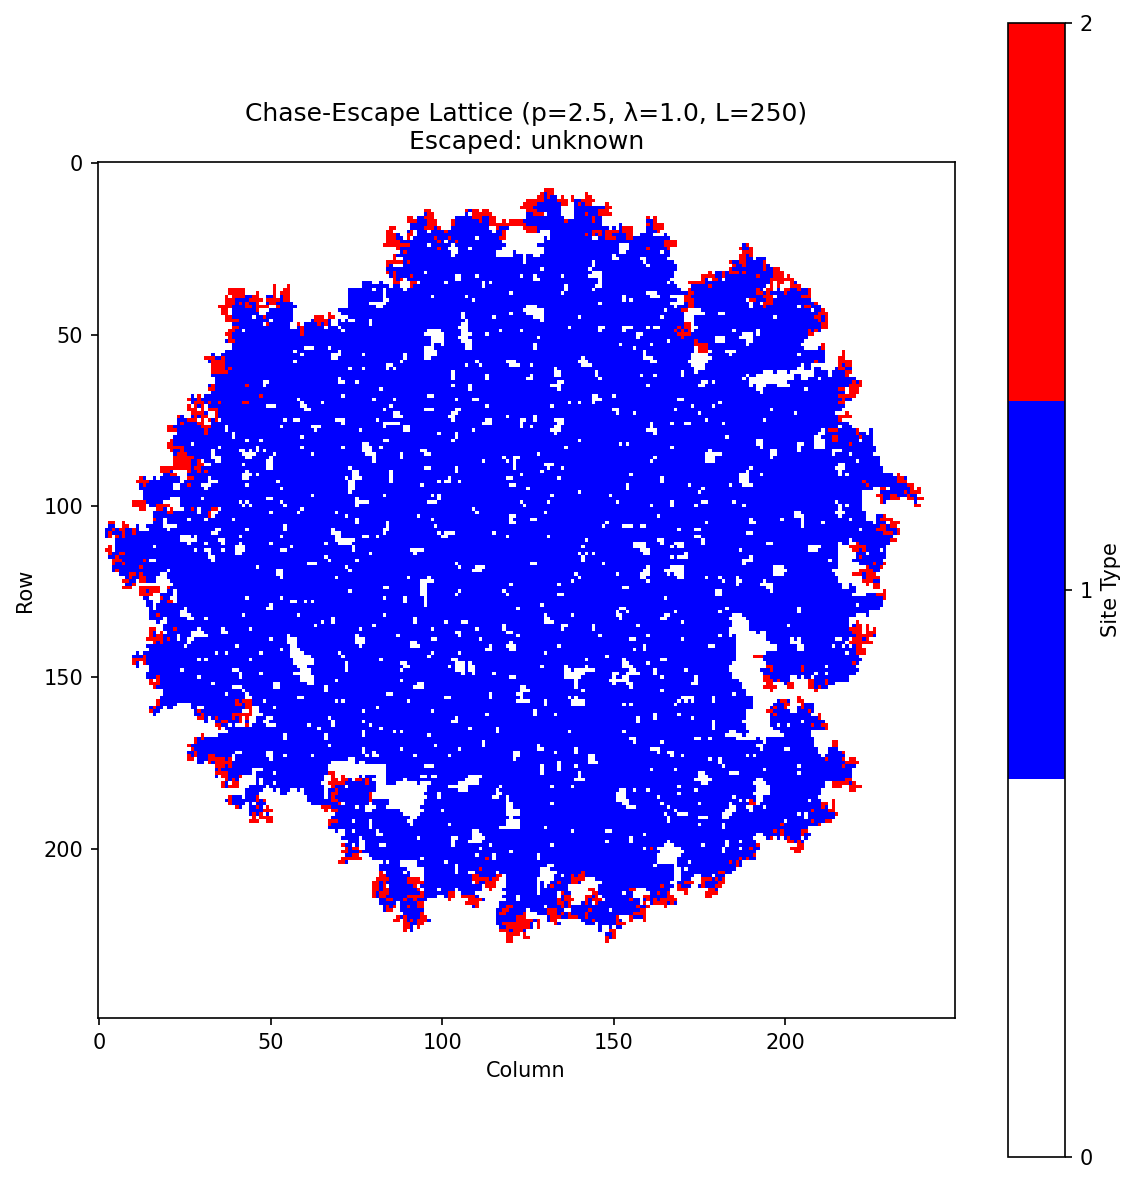 Chase-Escape Lattice (p=2.5, λ=1.0, L=250)
Escaped: unknown
0
50
100
150
200
Row
0
50
100
150
200
Column
2
1
0
Site Type